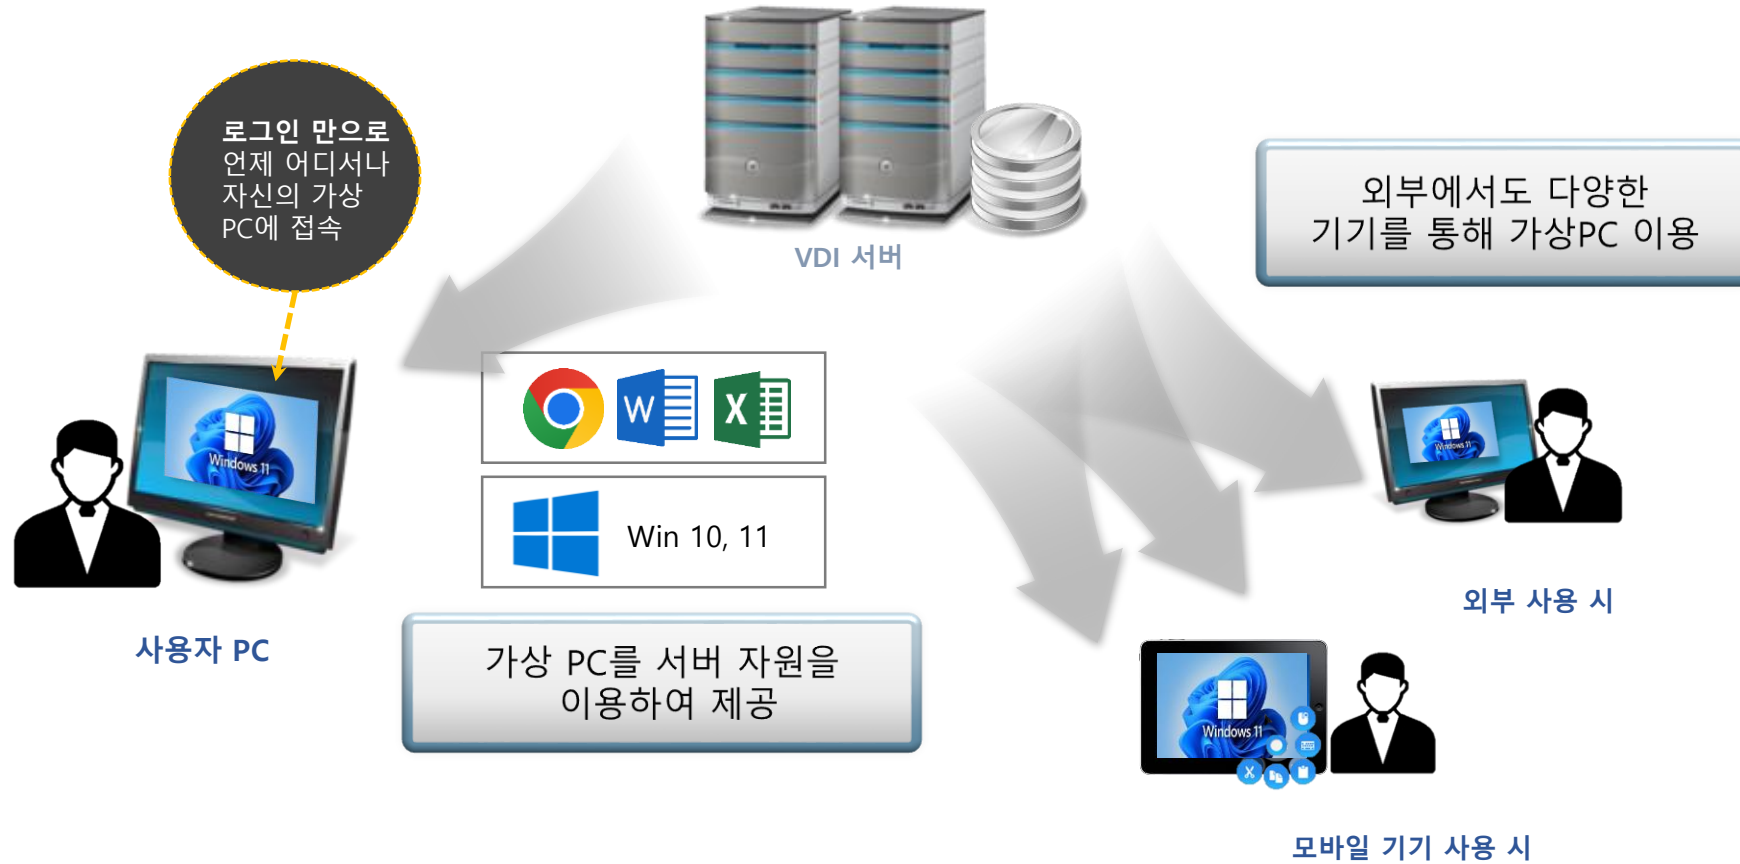 로그인 만으로
언제 어디서나
자신의 가상
PC에 접속
VDI 서버
외부에서도 다양한
기기를 통해 가상PC 이용
Windows 11
W
X
Win 10, 11
사용자 PC
가상 PC를 서버 자원을
이용하여 제공
Windows 11
외부 사용 시
Windows 11
모바일 기기 사용 시